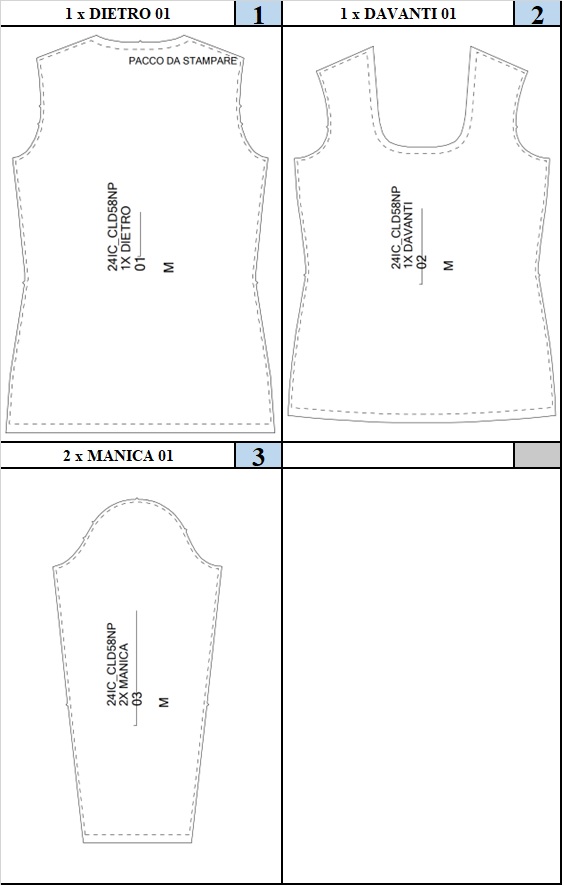 1 x DIETRO 01
1
PACCO DA STAMPARE
24IC_CLD58NP
1X DIETRO
01
M
1 x DAVANTI 01
2
24IC_CLD58NP
1X DAVANTI
02
M
2 x MANICA 01
3
24IC_CLD58NP
2X MANICA
03
M